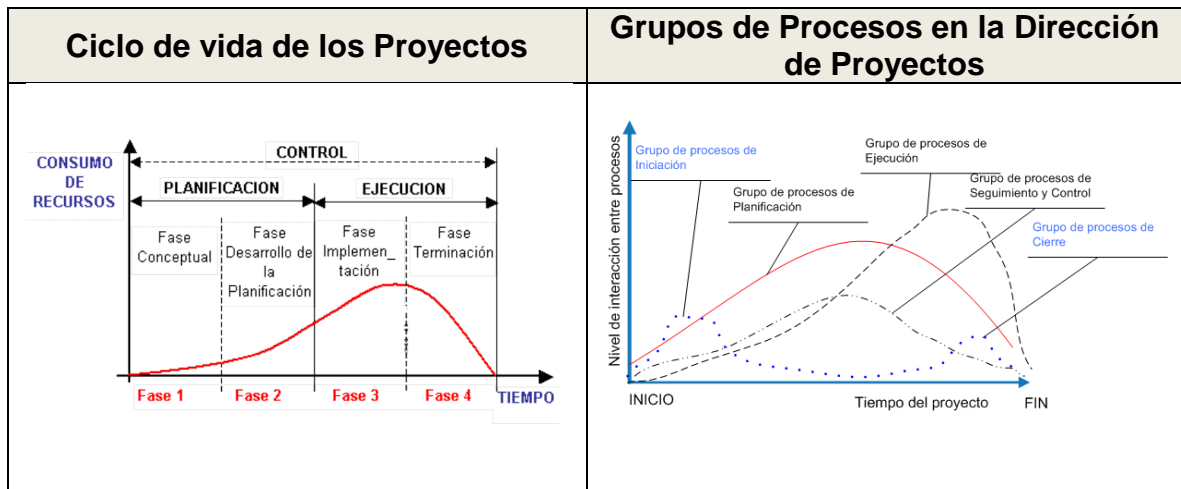 Ciclo de vida de los Proyectos
Grupos de Procesos en la Dirección
de Proyectos
CONSUMO
DE
RECURSOS
CONTROL
PLANIFICACION
EJECUCION
Fase
Conceptual
Fase
Desarrollo de
la
Planificación
Fase
Implemen_
tación
Fase
Terminación
Fase 1
Fase 2
Fase 3
Fase 4
TIEMPO
Nivel de interacción entre procesos
Grupo de procesos de
Iniciación
Grupo de procesos de
Planificación
Grupo de procesos de
Ejecución
Grupo de procesos de
Seguimiento y Control
Grupo de procesos de
Cierre
INICIO
Tiempo del proyecto
FIN